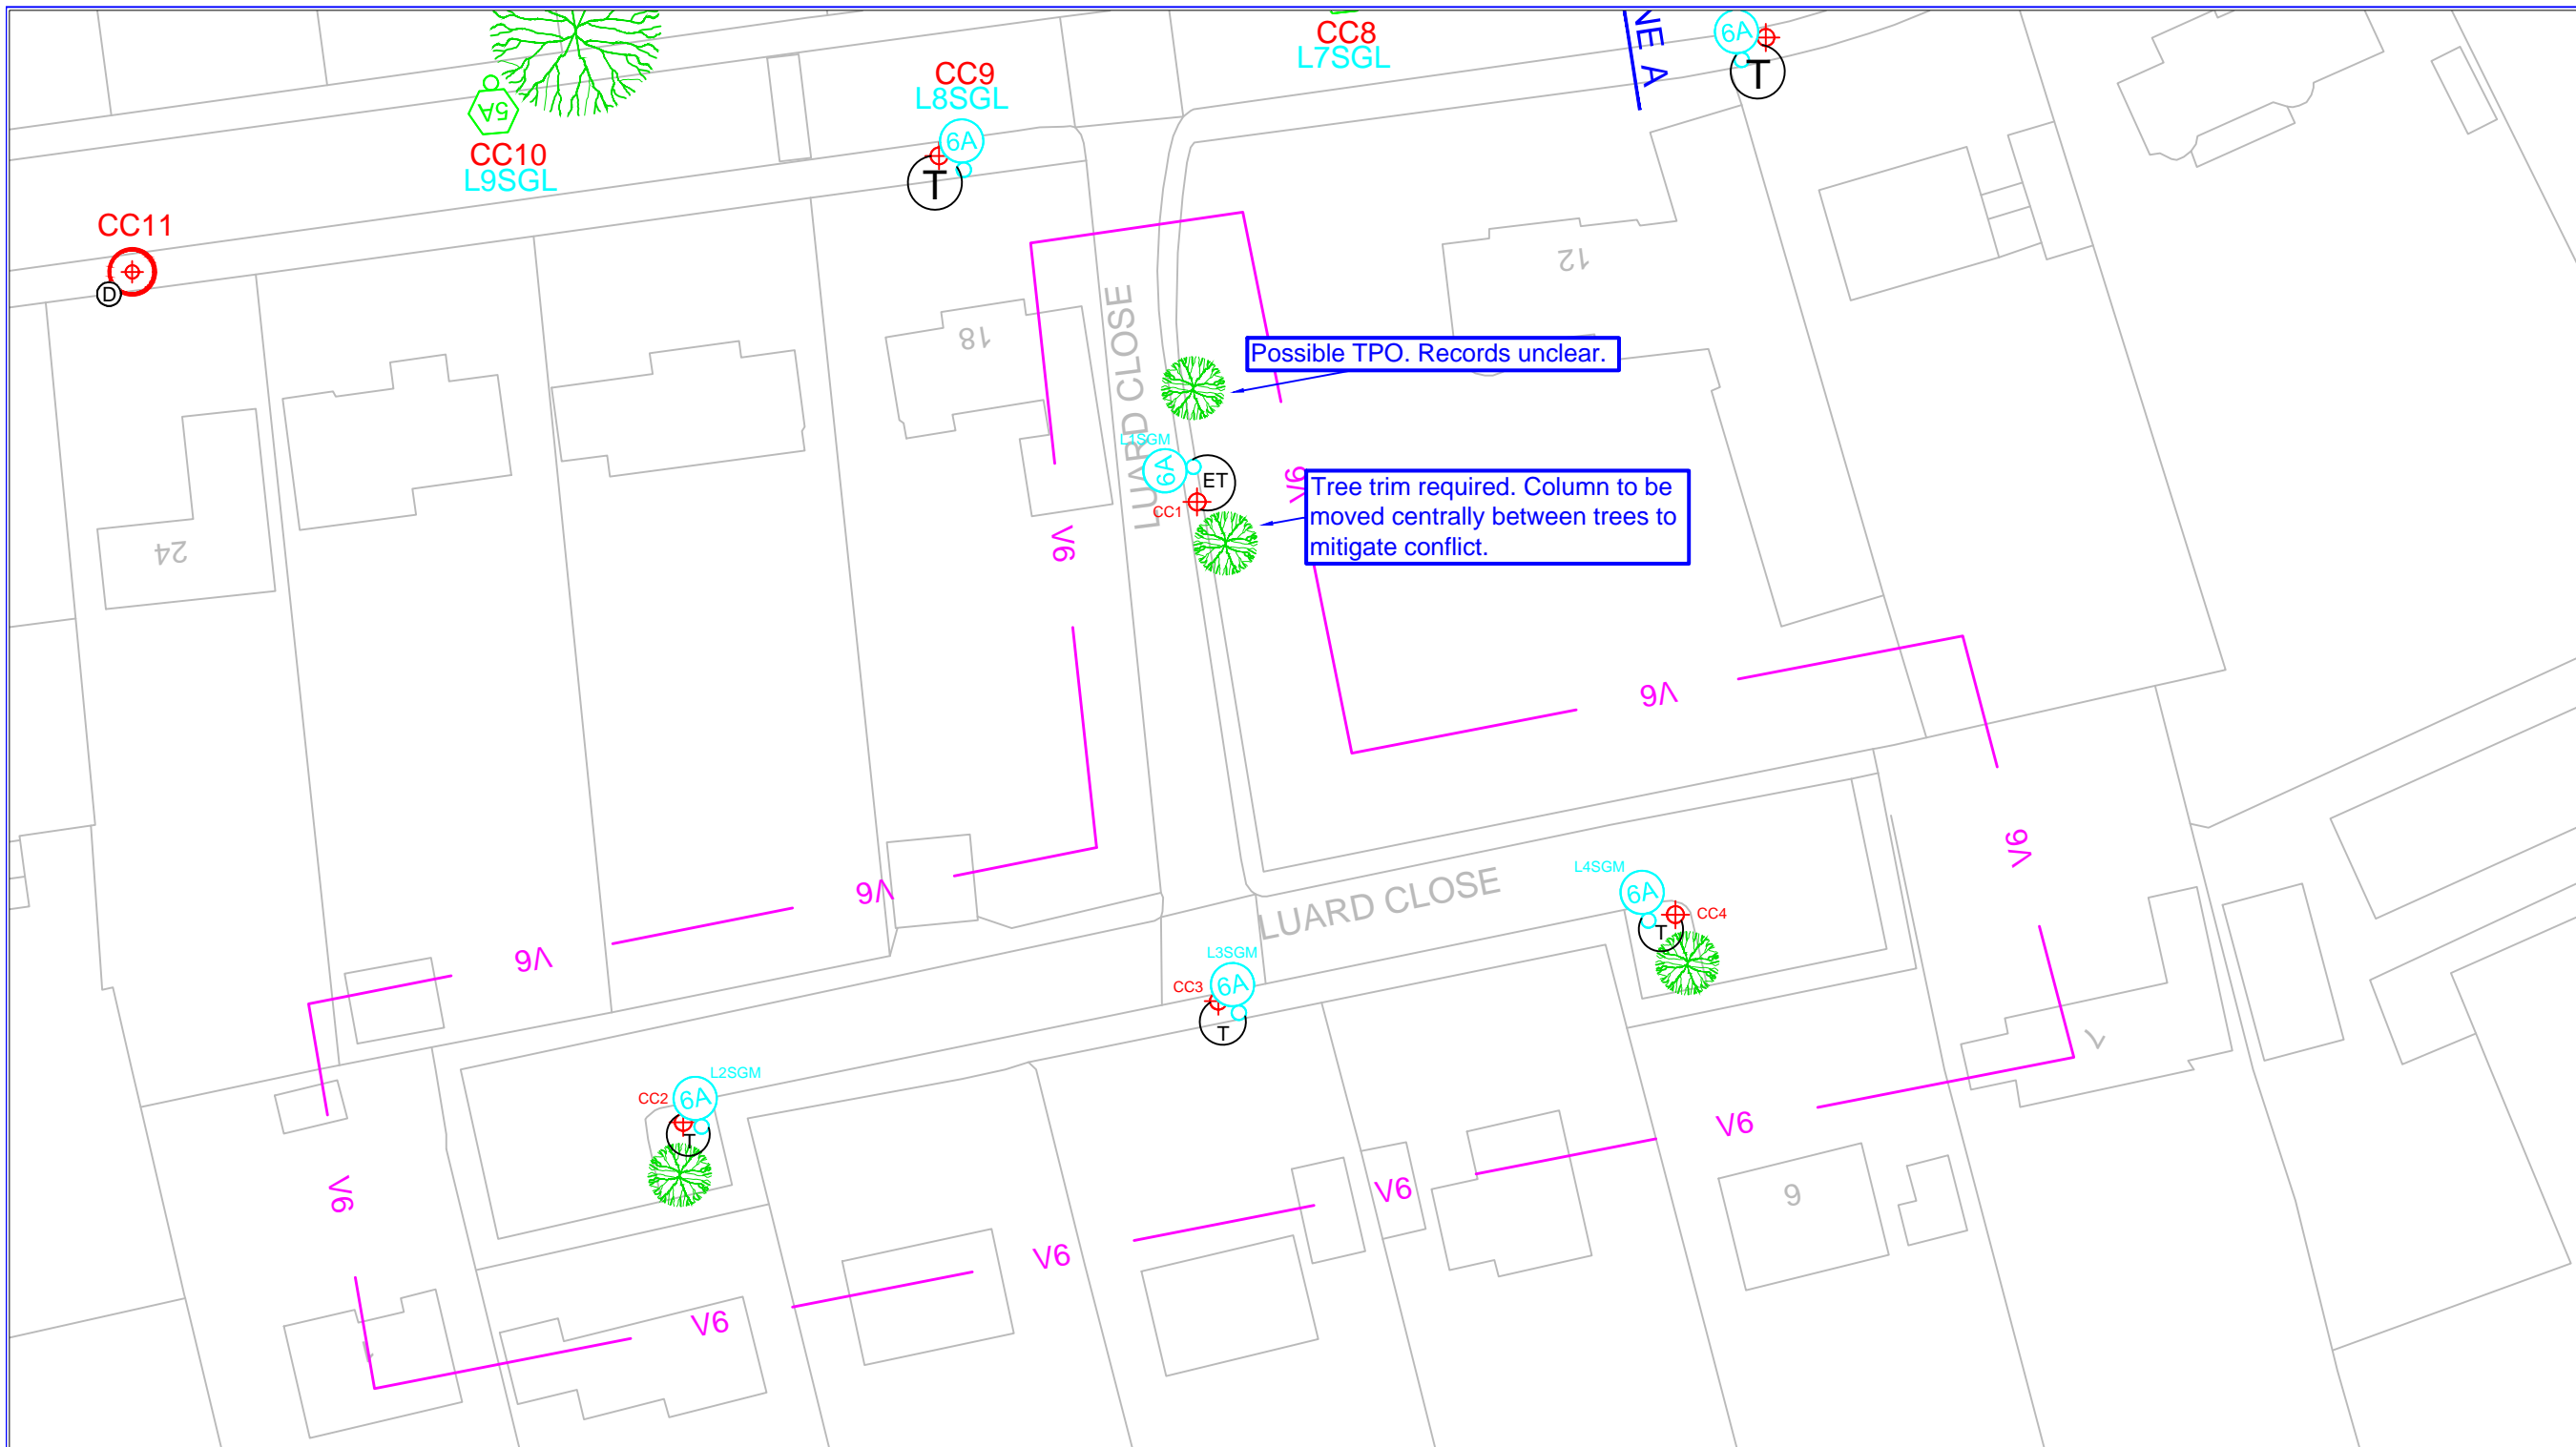 CC8
L7SGL
NE A
6A
T
CC9
L8SGL
6A
T
5A
CC10
L9SGL
CC11
D
12
18
LUARD CLOSE
Possible TPO. Records unclear.
L1SGM
6A
ET
CC1
V6
Tree trim required. Column to be
moved centrally between trees to
mitigate conflict.
24
V6
V6
V6
V6
V6
LUARD CLOSE
L4SGM
6A
CC4
T
L3SGM
6A
CC3
T
L2SGM
6A
CC2
T
7
V6
V6
9
V6
V6
V6